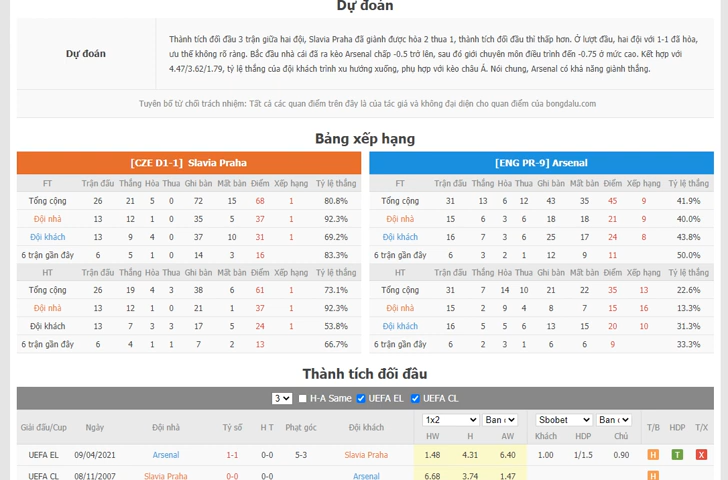 Dự đoán
Dự đoán
Thành tích đối đầu 3 trận giữa hai đội, Slavia Praha đã giành được hòa 2 thua 1, thành tích đối đầu thì thấp hơn. Ở lượt đầu, hai đội với 1-1 đã hòa,
ưu thế không rõ ràng. Bắc đầu nhà cái đã ra kèo Arsenal chấp -0.5 trở lên, sau đó giới chuyên môn điều trình đến -0.75 ở mức cao. Kết hợp với
4.47/3.62/1.79, tỷ lệ thắng của đội khách trình xu hướng xuống, phụ hợp với kèo châu Á. Nói chung, Arsenal có khả năng giành thắng.
Tuyên bố từ chối trách nhiệm: Tất cả các quan điểm trên đây là của tác giả và không đại diện cho quan điểm của bongdalu.com
Bảng xếp hạng
[CZE D1-1] Slavia Praha
FT Trận đấu Thắng Hòa Thua Ghi bàn Mất bàn Điểm Xếp hạng Tỷ lệ thắng
Tổng cộng 26 21 5 0 72 15 68 1 80.8%
Đội nhà 13 12 1 0 35 5 37 1 92.3%
Đội khách 13 9 4 0 37 10 31 1 69.2%
6 trận gần đây 6 5 1 0 14 3 16 83.3%
HT Trận đấu Thắng Hòa Thua Ghi bàn Mất bàn Điểm Xếp hạng Tỷ lệ thắng
Tổng cộng 26 19 4 3 38 6 61 1 73.1%
Đội nhà 13 12 1 0 21 1 37 1 92.3%
Đội khách 13 7 3 3 17 5 24 1 53.8%
6 trận gần đây 6 4 1 1 7 2 13 66.7%
[ENG PR-9] Arsenal
FT Trận đấu Thắng Hòa Thua Ghi bàn Mất bàn Điểm Xếp hạng Tỷ lệ thắng
Tổng cộng 31 13 6 12 43 35 45 9 41.9%
Đội nhà 15 6 3 6 18 18 21 9 40.0%
Đội khách 16 7 3 6 25 17 24 8 43.8%
6 trận gần đây 6 3 2 1 12 9 11 50.0%
HT Trận đấu Thắng Hòa Thua Ghi bàn Mất bàn Điểm Xếp hạng Tỷ lệ thắng
Tổng cộng 31 7 14 10 21 22 35 13 22.6%
Đội nhà 15 2 9 4 8 7 15 16 13.3%
Đội khách 16 5 5 6 13 15 20 10 31.3%
6 trận gần đây 6 2 3 1 6 6 9 33.3%
Thành tích đối đầu
3 H-A Same UEFA EL UEFA CL
1x2 Ban Sbobet Ban
Giải đấu/Cup Ngày Đội nhà Tỷ số H T Phạt góc Đội khách HW H AW Khách HDP Chủ T/B HDP T/X
UEFA EL 09/04/2021 Arsenal 1-1 0-0 5-3 Slavia Praha 1.48 4.31 6.40 1.00 1/1.5 0.90 H T X
UEFA CL 08/11/2007 Slavia Praha 0-0 0-0 Arsenal 6.68 3.74 1.47 H